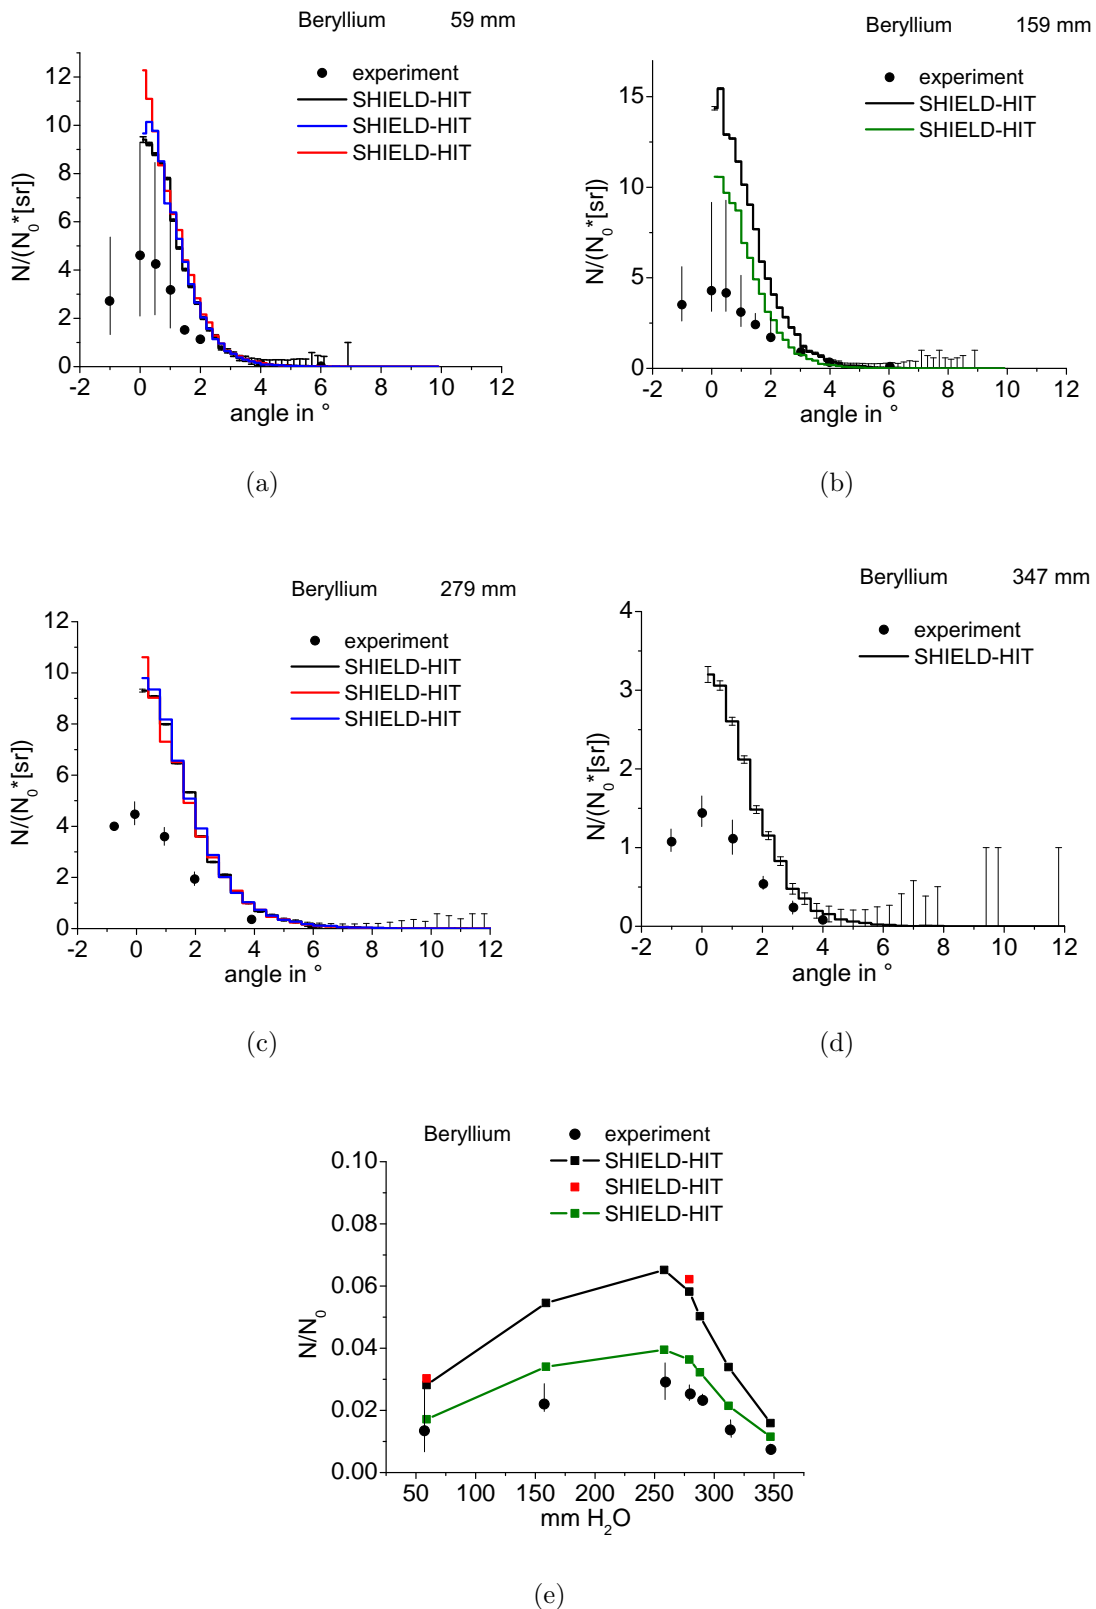 Beryllium 59 mm
experiment
SHIELD-HIT
SHIELD-HIT
SHIELD-HIT
N/(N0*[sr])
12
10
8
6
4
2
0
-2 0 2 4 6 8 10 12
angle in °
(a)
Beryllium 159 mm
experiment
SHIELD-HIT
SHIELD-HIT
N/(N0*[sr])
15
10
5
0
-2 0 2 4 6 8 10 12
angle in °
(b)
Beryllium 279 mm
experiment
SHIELD-HIT
SHIELD-HIT
SHIELD-HIT
N/(N0*[sr])
12
10
8
6
4
2
0
-2 0 2 4 6 8 10 12
angle in °
(c)
Beryllium 347 mm
experiment
SHIELD-HIT
N/(N0*[sr])
4
3
2
1
0
-2 0 2 4 6 8 10 12
angle in °
(d)
Beryllium
experiment
SHIELD-HIT
SHIELD-HIT
SHIELD-HIT
N/N0
0.10
0.08
0.06
0.04
0.02
0.00
50 100 150 200 250 300 350
mm H2O
(e)